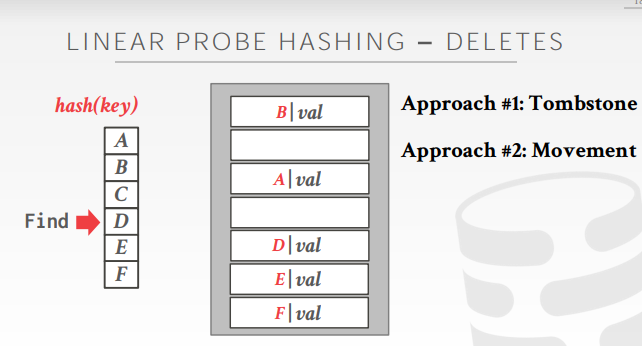 LINEAR PROBE HASHING – DELETES
hash(key)
A
B
C
Find
D
E
F
B|val
A|val
D|val
E|val
F|val
Approach #1: Tombstone
Approach #2: Movement